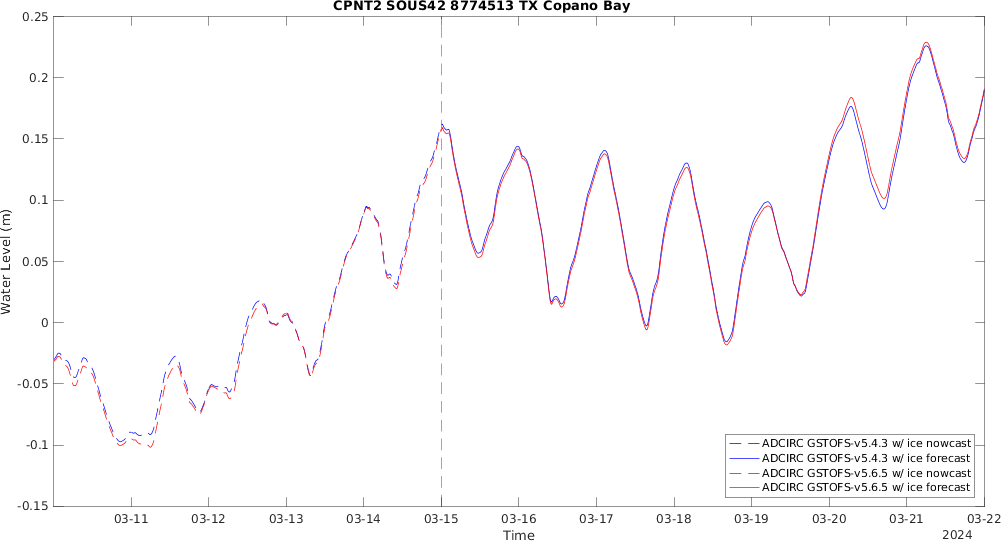 CPNT2 SOUS42 8774513 TX Copano Bay
0.25
0.2
0.15
0.1
0.05
0
-0.05
-0.1
-0.15
Water Level (m)
03-11 03-12 03-13 03-14 03-15 03-16 03-17 03-18 03-19 03-20 03-21 03-22
Time
2024
ADCIRC GSTOFS-v5.4.3 w/ ice nowcast
ADCIRC GSTOFS-v5.4.3 w/ ice forecast
ADCIRC GSTOFS-v5.6.5 w/ ice nowcast
ADCIRC GSTOFS-v5.6.5 w/ ice forecast